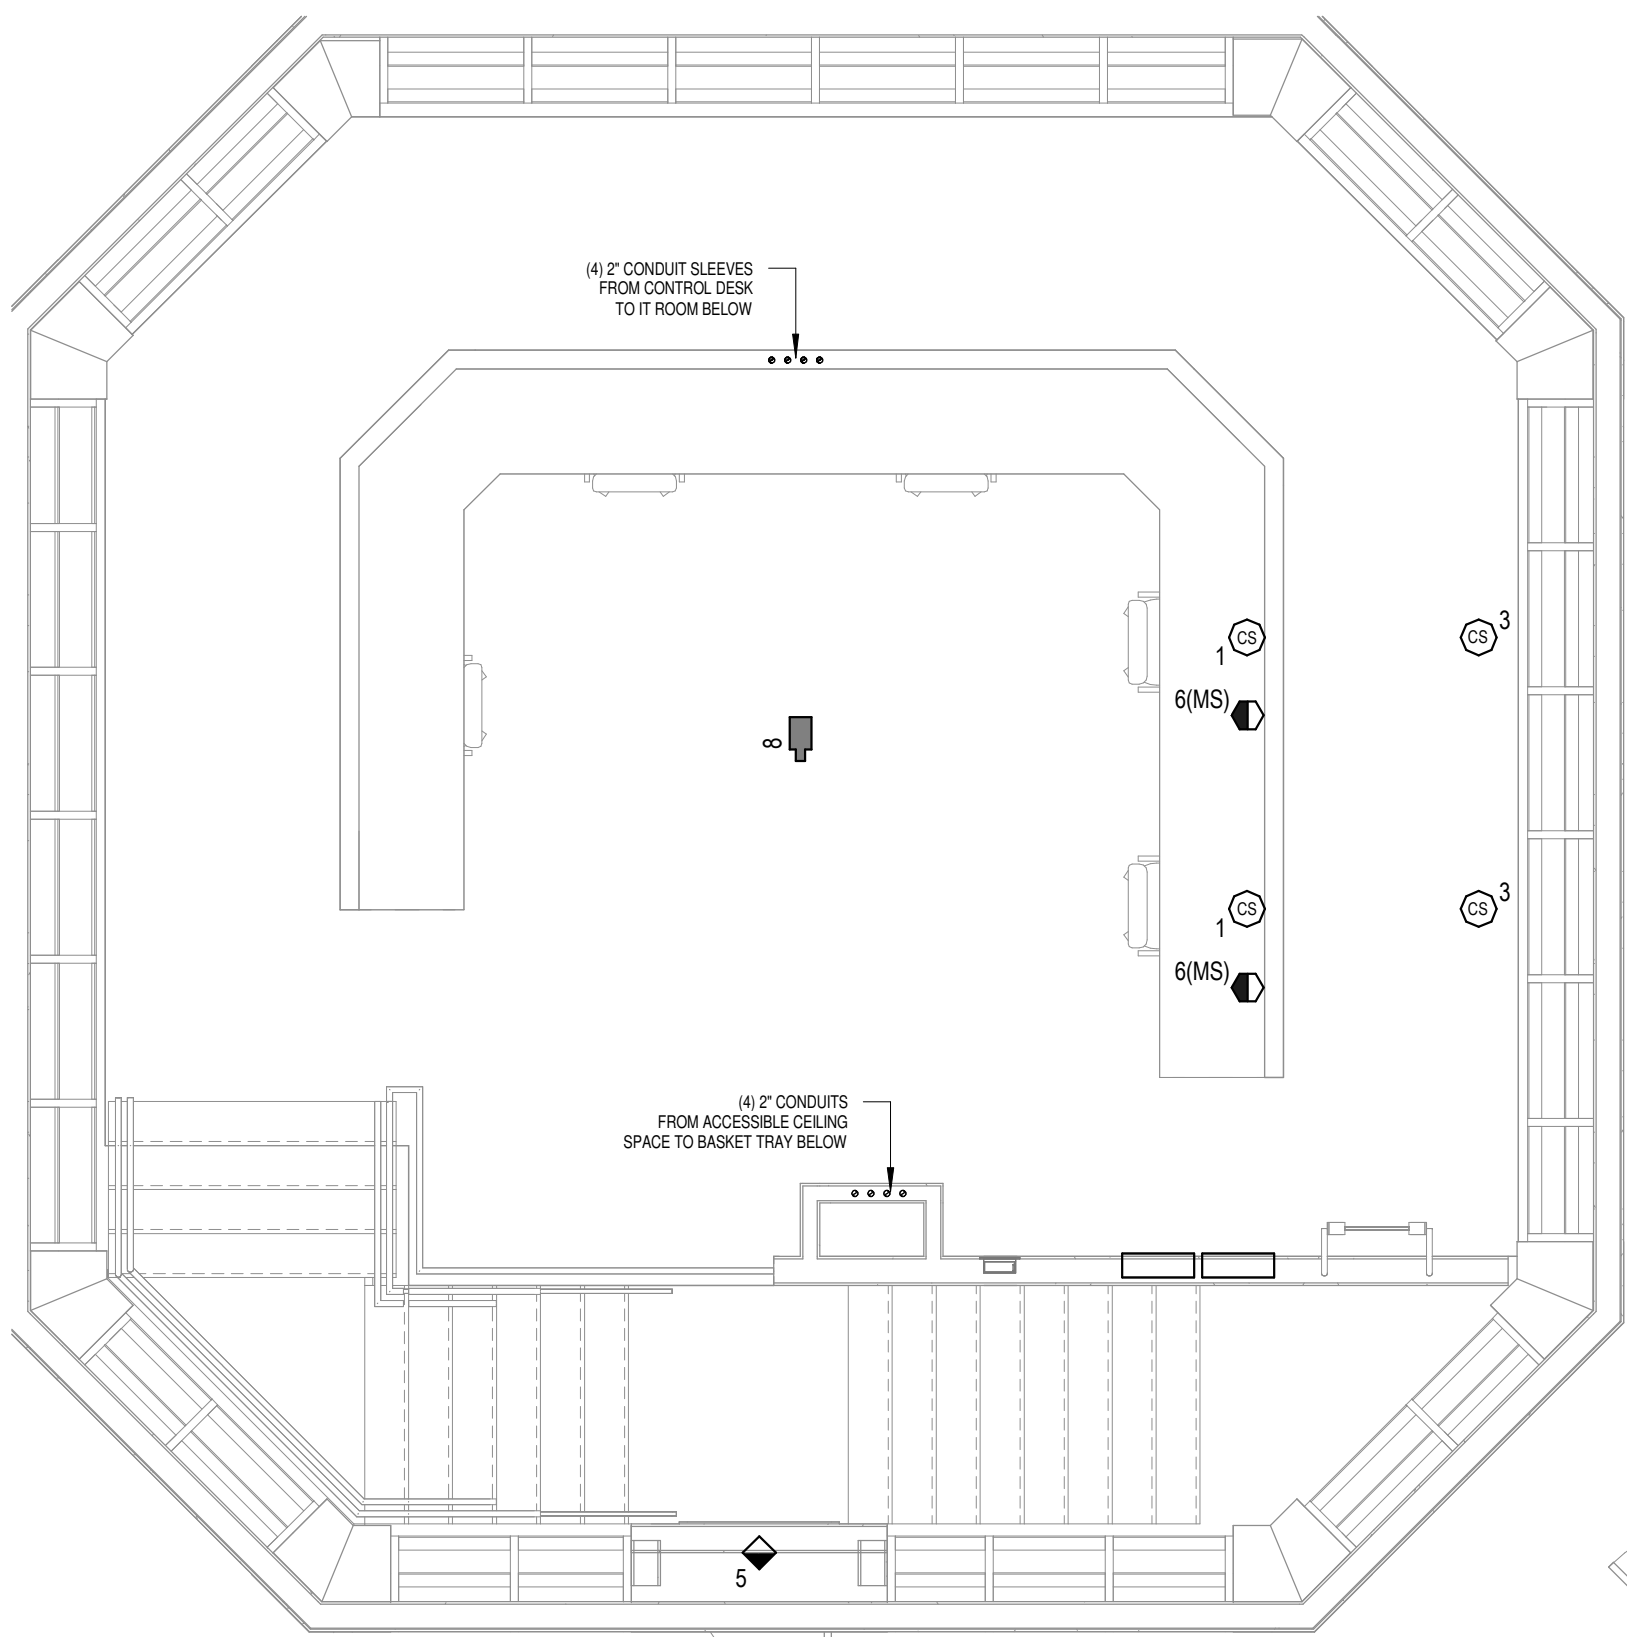 (4) 2" CONDUIT SLEEVES
FROM CONTROL DESK
TO IT ROOM BELOW
CS
1
CS
3
6(MS)
8
CS
1
CS
3
6(MS)
(4) 2" CONDUITS
FROM ACCESSIBLE CEILING
SPACE TO BASKET TRAY BELOW
5